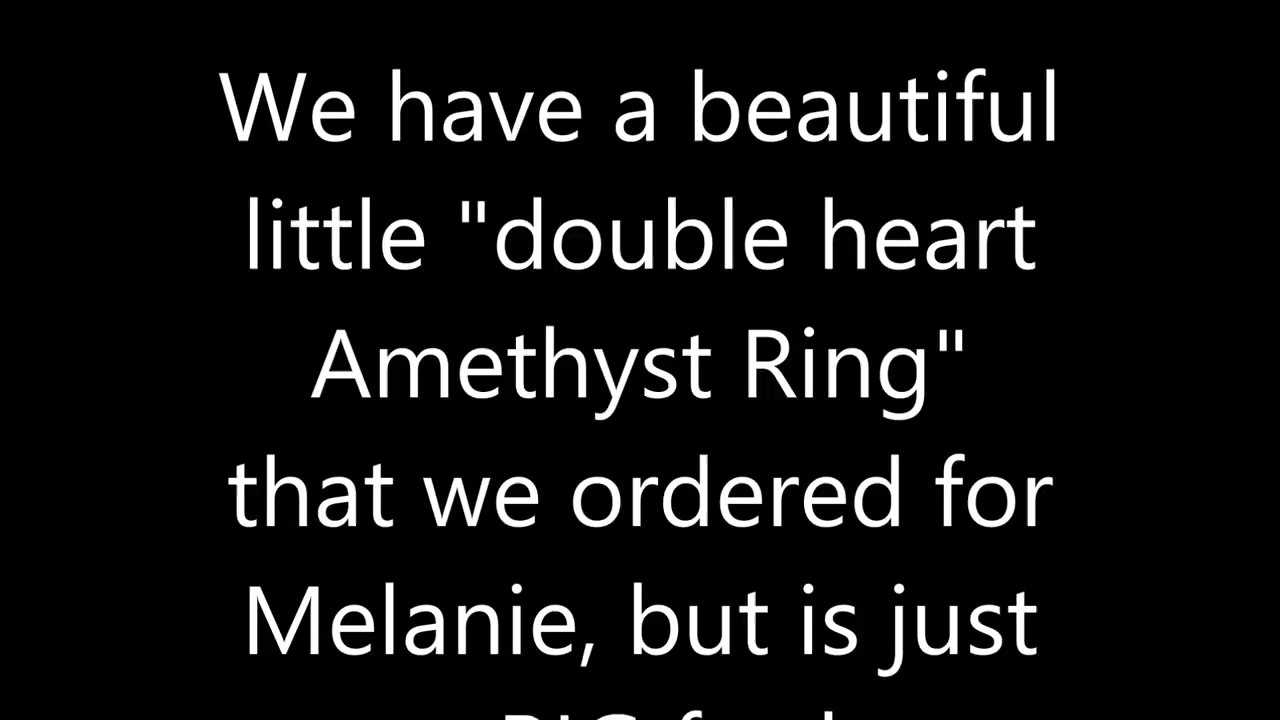 We have a beautiful
little "double heart
Amethyst Ring"
that we ordered for
Melanie, but is just